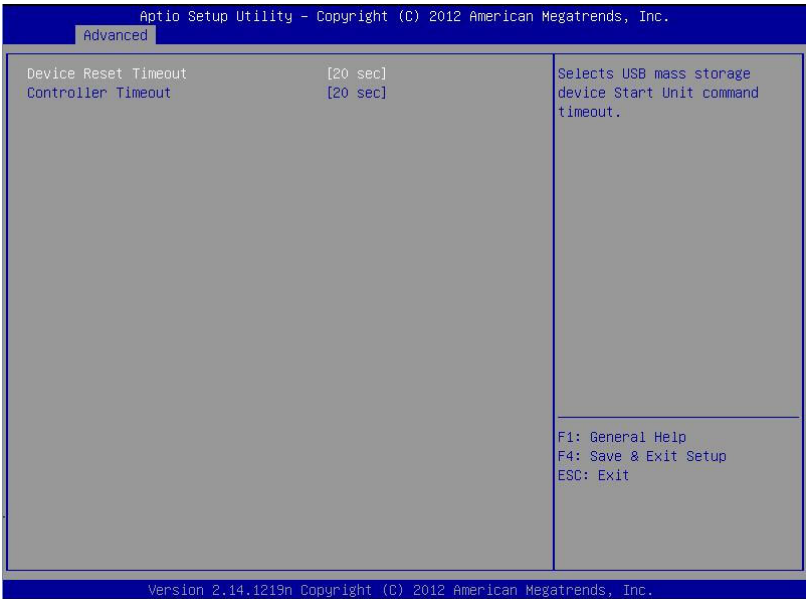 Aptio Setup Utility – Copyright (C) 2012 American Megatrends, Inc.
Advanced
Device Reset Timeout [20 sec]
Controller Timeout [20 sec]
Selects USB mass storage
device Start Unit command
timeout.
F1: General Help
F4: Save & Exit Setup
ESC: Exit
Version 2.14.1219n Copyright (C) 2012 American Megatrends, Inc.